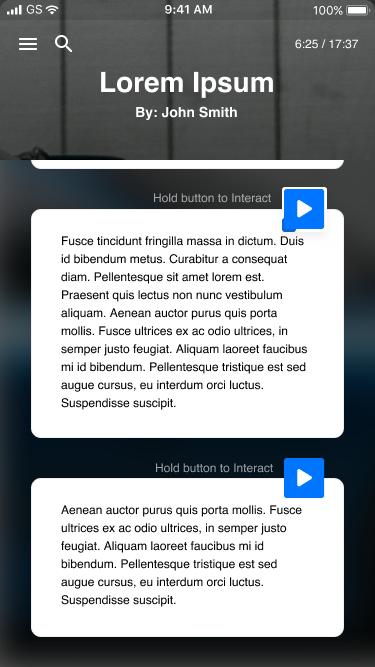 GS 9:41 AM 100%
6:25 / 17:37
Lorem Ipsum
By: John Smith
Hold button to Interact
Fusce tincidunt fringilla massa in dictum. Duis
id bibendum metus. Curabitur a consequat
diam. Pellentesque sit amet lorem est.
Praesent quis lectus non nunc vestibulum
aliquam. Aenean auctor purus quis porta
mollis. Fusce ultrices ex ac odio ultrices, in
semper justo feugiat. Aliquam laoreet faucibus
mi id bibendum. Pellentesque tristique est sed
augue cursus, eu interdum orci luctus.
Suspendisse suscipit.
Hold button to Interact
Aenean auctor purus quis porta mollis. Fusce
ultrices ex ac odio ultrices, in semper justo
feugiat. Aliquam laoreet faucibus mi id
bibendum. Pellentesque tristique est sed
augue cursus, eu interdum orci luctus.
Suspendisse suscipit.